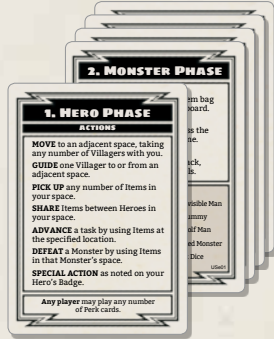 1. Hero Phase
ACTIONS
MOVE to an adjacent space, taking
any number of Villagers with you.
GUIDE one Villager to or from an
adjacent space.
PICK UP any number of Items in
your space.
SHARE Items between Heroes in
your space.
ADVANCE a task by using Items at
the specified location.
DEFEAT a Monster by using Items
in that Monster's space.
SPECIAL ACTION as noted on your
Hero's Badge.
Any player may play any number
of Perk cards.
2. Monster Phase
em bag
oard.
s the
ne.
ck,
ls.
visible Man
ummy
olf Man
ed Monster
Dice
USe01